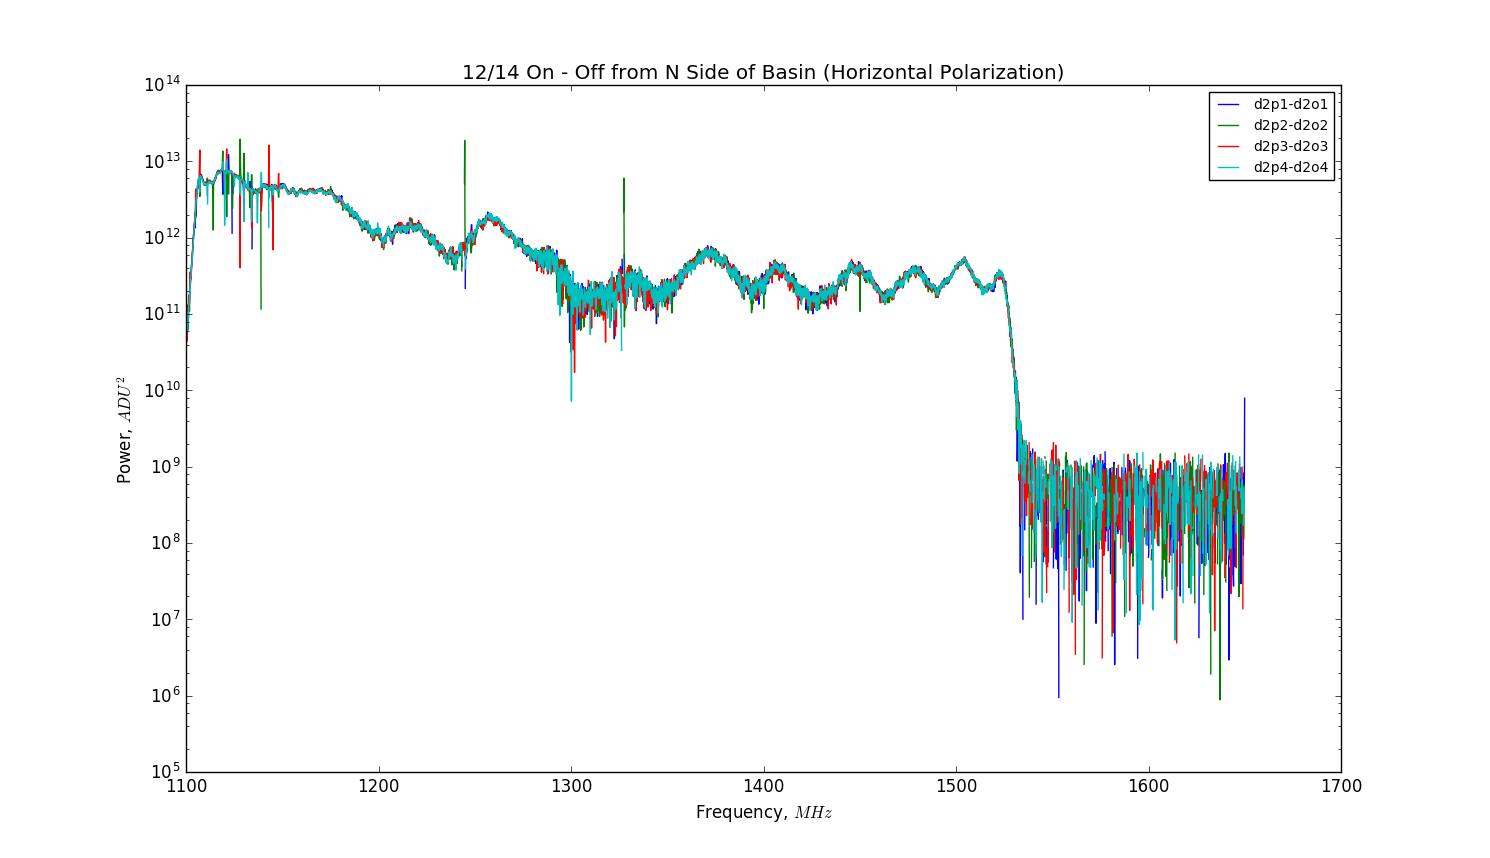 12/14 On - Off from N Side of Basin (Horizontal Polarization)
10^14
10^13
10^12
10^11
10^10
10^9
10^8
10^7
10^6
10^5
Power, ADU^2
d2p1-d2o1
d2p2-d2o2
d2p3-d2o3
d2p4-d2o4
1100 1200 1300 1400 1500 1600 1700
Frequency, MHz